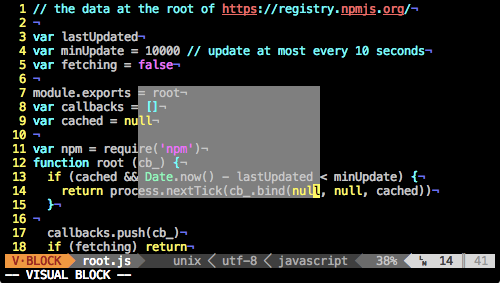 1 // the data at the root of https://registry.npmjs.org/¬
2 ¬
3 var lastUpdated¬
4 var minUpdate = 10000 // update at most every 10 seconds¬
5 var fetching = false¬
6 ¬
7 module.exports = root¬
8 var callbacks = []¬
9 var cached = null¬
10 ¬
11 var npm = require('npm')¬
12 function root (cb_) {¬
13   if (cached && Date.now() - lastUpdated < minUpdate) {¬
14     return process.nextTick(cb_.bind(null, null, cached))¬
15   }¬
16 ¬
17   callbacks.push(cb_)¬
18   if (fetching) return¬
V·BLOCK root.js unix < utf-8 < javascript 38% LN 14 41
-- VISUAL BLOCK --